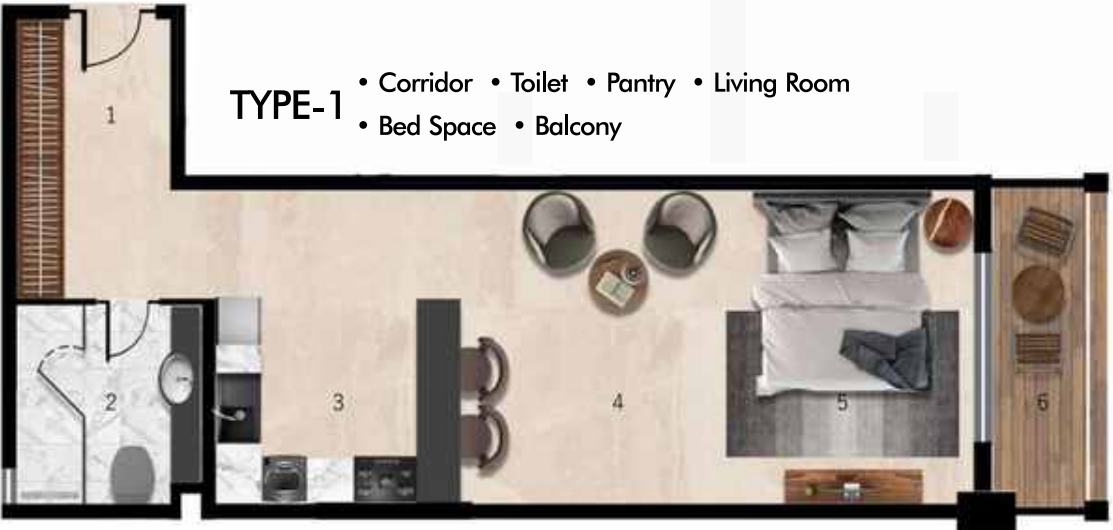 TYPE-1
• Corridor • Toilet • Pantry • Living Room
• Bed Space • Balcony
1
2
3
4
5
6